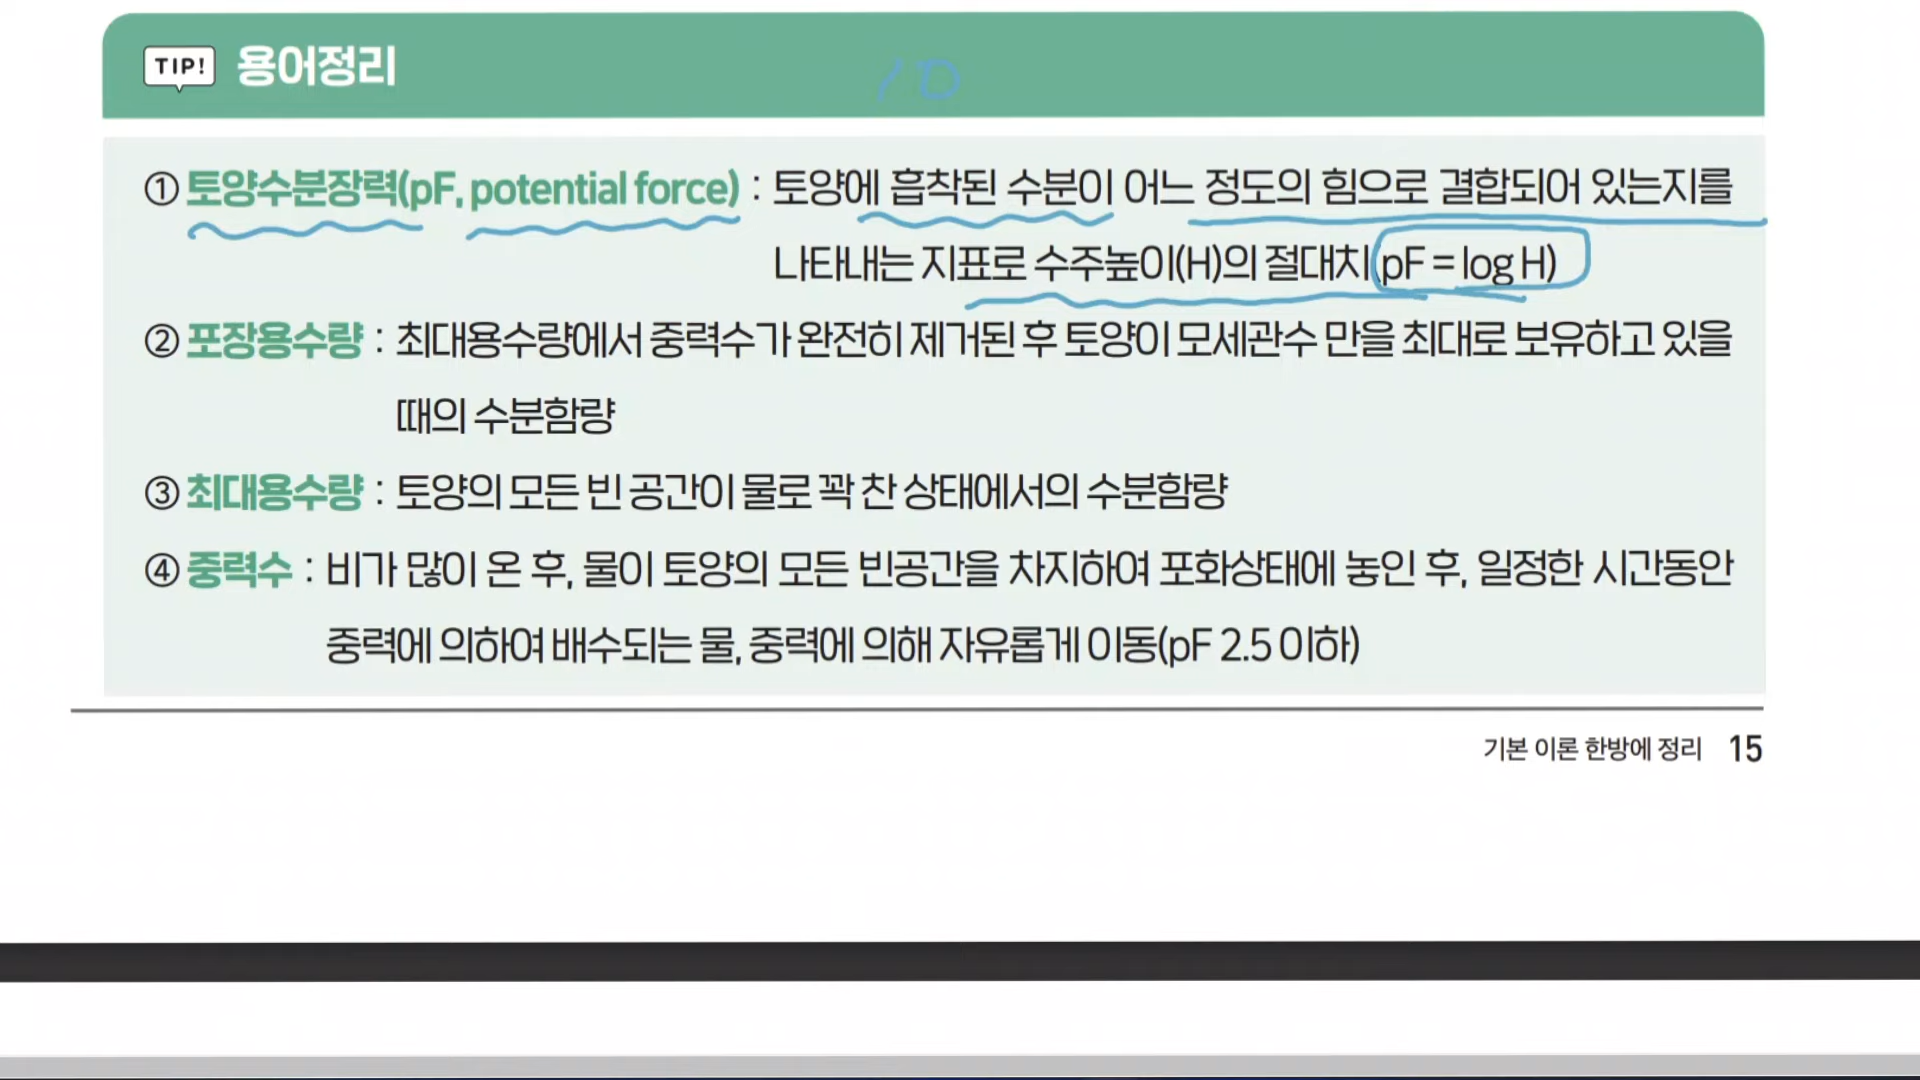 TIP! 용어정리
10
① 토양수분장력(pF, potential force) : 토양에 흡착된 수분이 어느 정도의 힘으로 결합되어 있는지를
나타내는 지표로 수주높이(H)의 절대치(pF = log H)
② 포장용수량 : 최대용수량에서 중력수가 완전히 제거된 후 토양이 모세관수 만을 최대로 보유하고 있을
때의 수분함량
③ 최대용수량 : 토양의 모든 빈 공간이 물로 꽉 찬 상태에서의 수분함량
④ 중력수 : 비가 많이 온 후, 물이 토양의 모든 빈공간을 차지하여 포화상태에 놓인 후, 일정한 시간동안
중력에 의하여 배수되는 물, 중력에 의해 자유롭게 이동(pF 2.5 이하)
기본 이론 한방에 정리 15